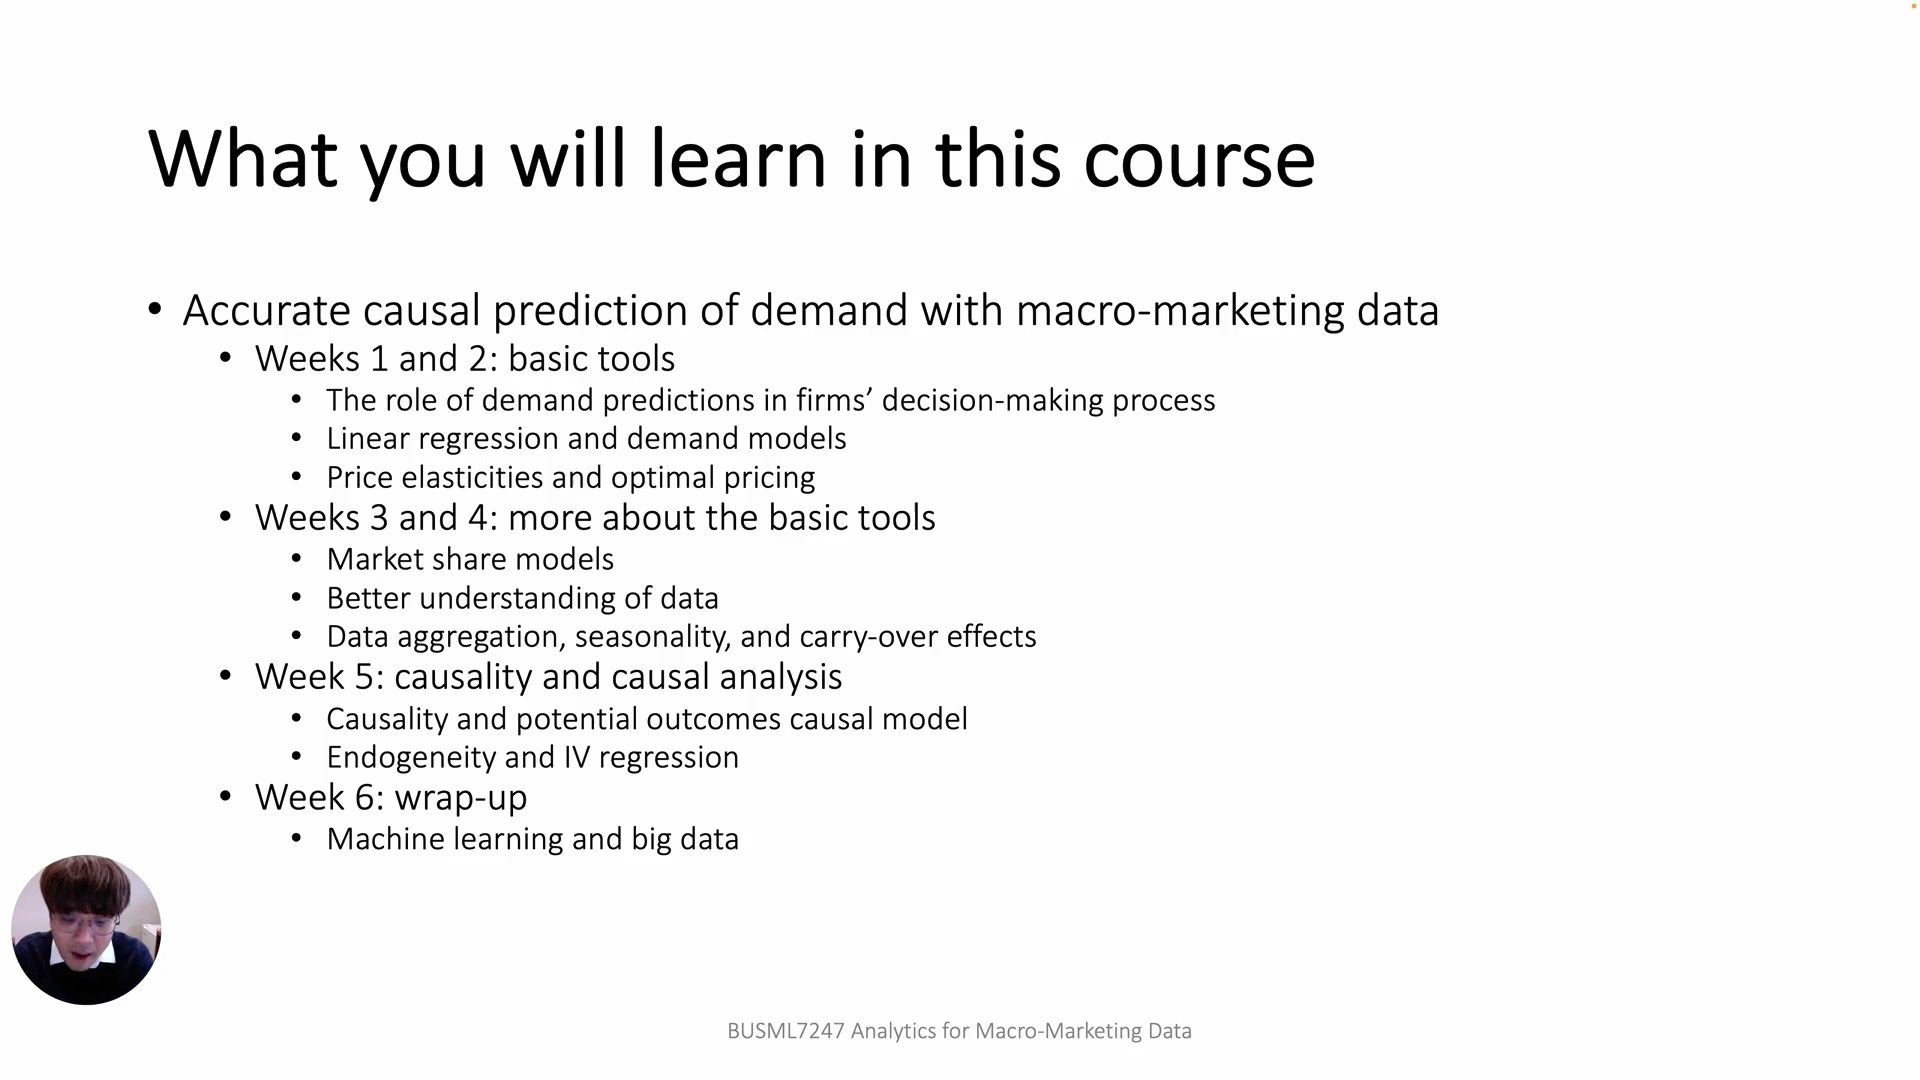 What you will learn in this course
• Accurate causal prediction of demand with macro-marketing data
• Weeks 1 and 2: basic tools
• The role of demand predictions in firms’ decision-making process
• Linear regression and demand models
• Price elasticities and optimal pricing
• Weeks 3 and 4: more about the basic tools
• Market share models
• Better understanding of data
• Data aggregation, seasonality, and carry-over effects
• Week 5: causality and causal analysis
• Causality and potential outcomes causal model
• Endogeneity and IV regression
• Week 6: wrap-up
• Machine learning and big data
BUSML7247 Analytics for Macro-Marketing Data